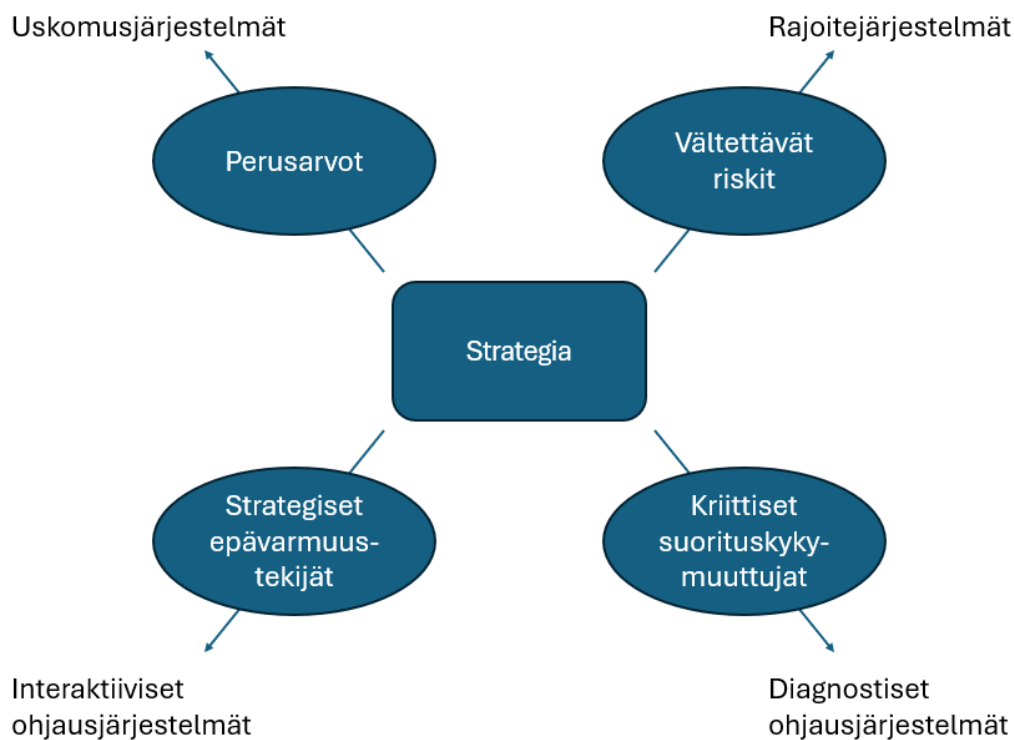 Uskomusjärjestelmät
Rajoitejärjestelmät
Perusarvot
Vältettävät
riskit
Strategia
Strategiset
epävarmuus-
tekijät
Kriittiset
suorituskyky-
muuttujat
Interaktiiviset
ohjausjärjestelmät
Diagnostiset
ohjausjärjestelmät